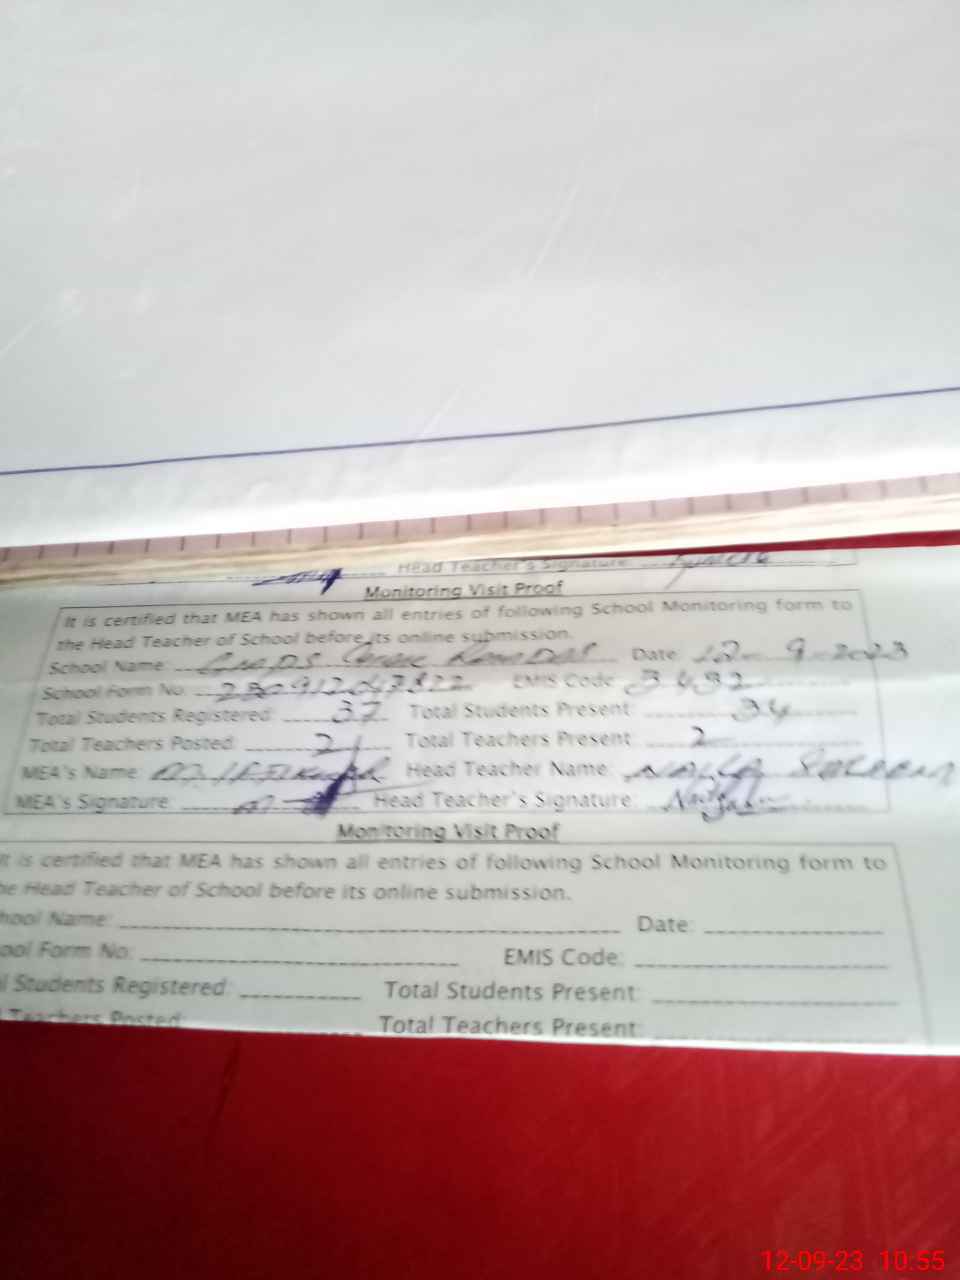 Head Teacher's Signature:
Monitoring Visit Proof
It is certified that MEA has shown all entries of following School Monitoring form to
the Head Teacher of School before its online submission.
School Name: Date: 12-9-2023
School Form No: EMIS Code:
Total Students Registered: 37 Total Students Present: 34
Total Teachers Posted: 2 Total Teachers Present: 2
MEA's Name: Head Teacher Name:
MEA's Signature: Head Teacher's Signature:
Monitoring Visit Proof
It is certified that MEA has shown all entries of following School Monitoring form to
he Head Teacher of School before its online submission.
hool Name: Date:
ool Form No: EMIS Code:
l Students Registered: Total Students Present:
Teachers Posted: Total Teachers Present:
12-09-23 10:55